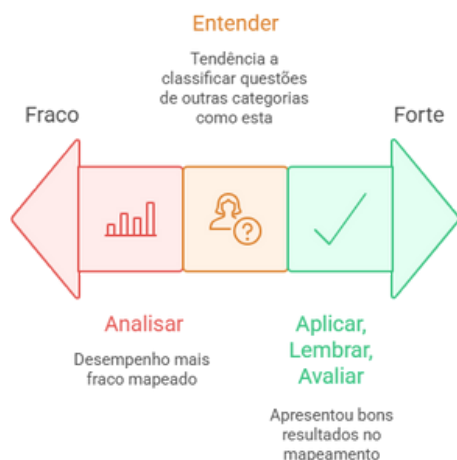 Entender
Tendência a
classificar questões
de outras categorias
como esta
Fraco
Forte
?
Analisar
Desempenho mais
fraco mapeado
Aplicar,
Lembrar,
Avaliar
Apresentou bons
resultados no
mapeamento